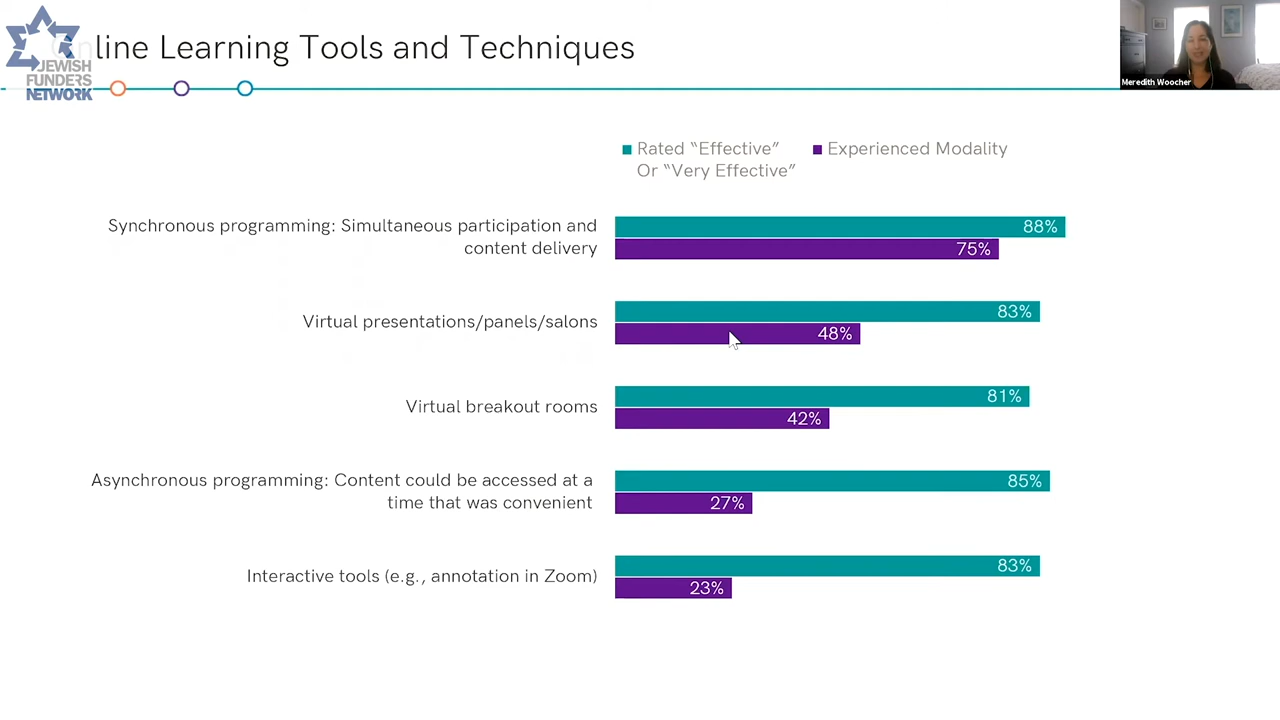 Online Learning Tools and Techniques
JEWISH
FUNDERS
NETWORK
Meredith Woocher
Rated “Effective”
Or “Very Effective”
Experienced Modality
Synchronous programming: Simultaneous participation and
content delivery
88%
75%
Virtual presentations/panels/salons
83%
48%
Virtual breakout rooms
81%
42%
Asynchronous programming: Content could be accessed at a
time that was convenient
85%
27%
Interactive tools (e.g., annotation in Zoom)
83%
23%